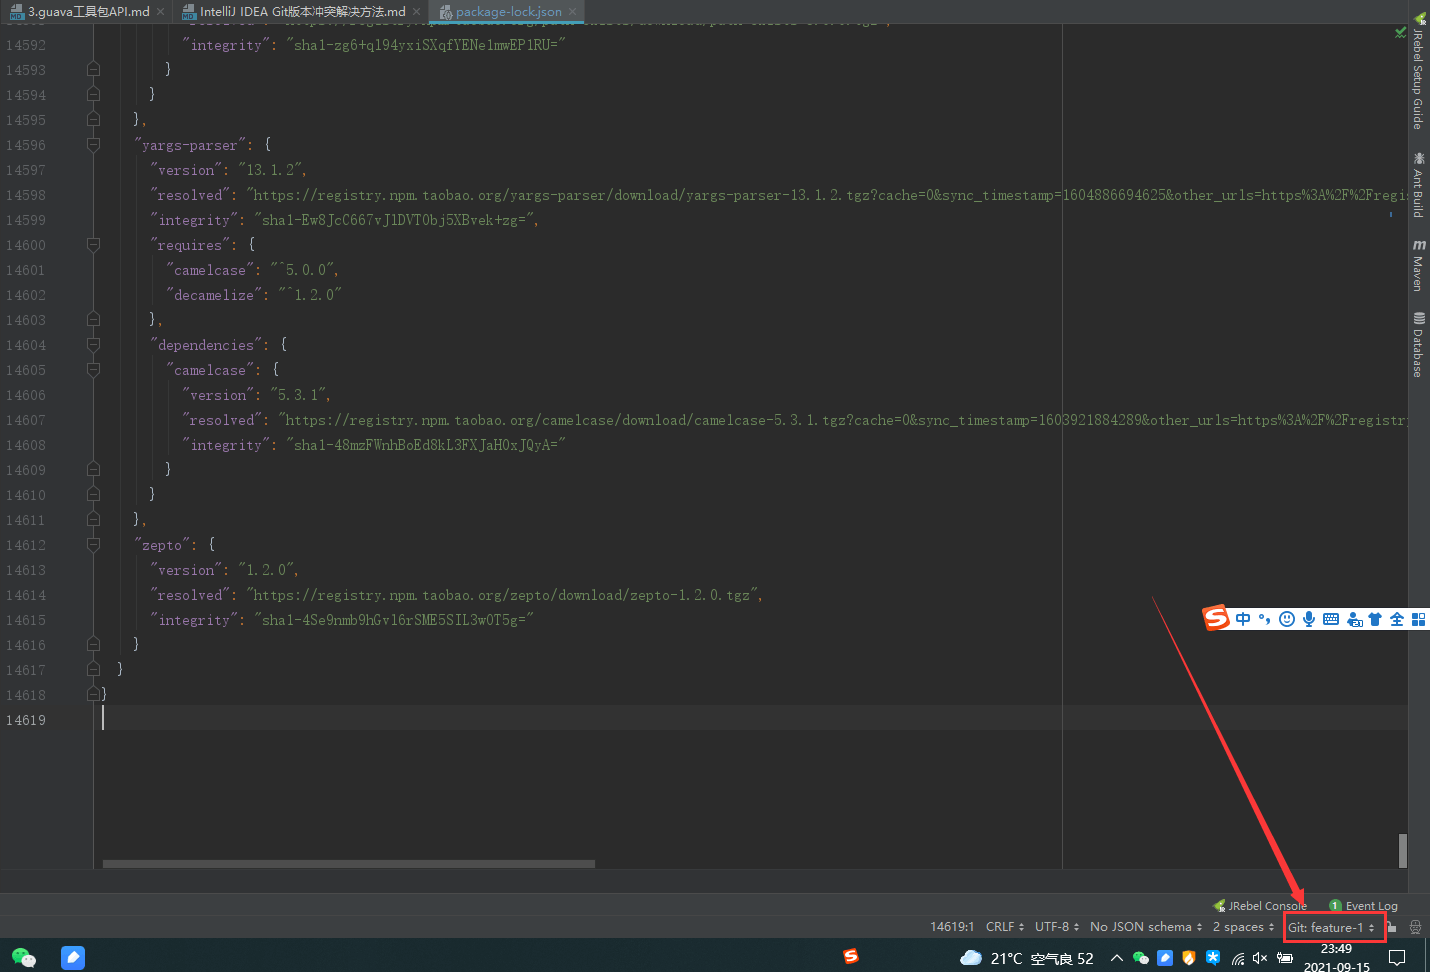 3.guava工具包API.md
IntelliJ IDEA Git版本冲突解决方法.md
package-lock.json
14592 "integrity": "sha1-zg6+ql94yxiSXqfYENe1mwEP1RU="
14593 }
14594 }
14595 },
14596 "yargs-parser": {
14597 "version": "13.1.2",
14598 "resolved": "https://registry.npm.taobao.org/yargs-parser/download/yargs-parser-13.1.2.tgz?cache=0&sync_timestamp=1604886694625&other_urls=https%3A%2F%2Fregis
14599 "integrity": "sha1-Ew8JcC667vJlDVT0bj5XBvek+zg=",
14600 "requires": {
14601 "camelcase": "^5.0.0",
14602 "decamelize": "^1.2.0"
14603 },
14604 "dependencies": {
14605 "camelcase": {
14606 "version": "5.3.1",
14607 "resolved": "https://registry.npm.taobao.org/camelcase/download/camelcase-5.3.1.tgz?cache=0&sync_timestamp=1603921884289&other_urls=https%3A%2F%2Fregistry
14608 "integrity": "sha1-48mzFWnhBoEd8kL3FXJaH0xJQyA="
14609 }
14610 }
14611 },
14612 "zepto": {
14613 "version": "1.2.0",
14614 "resolved": "https://registry.npm.taobao.org/zepto/download/zepto-1.2.0.tgz",
14615 "integrity": "sha1-4Se9nmb9hGvl6rSME5SIL3wOT5g="
14616 }
14617 }
14618 }
14619
JRebel Setup Guide
Ant Build
m Maven
Database
S 中 全
JRebel Console 1 Event Log
14619:1 CRLF UTF-8 No JSON schema 2 spaces Git: feature-1
21°C 空气良 52
23:49
2021-09-15